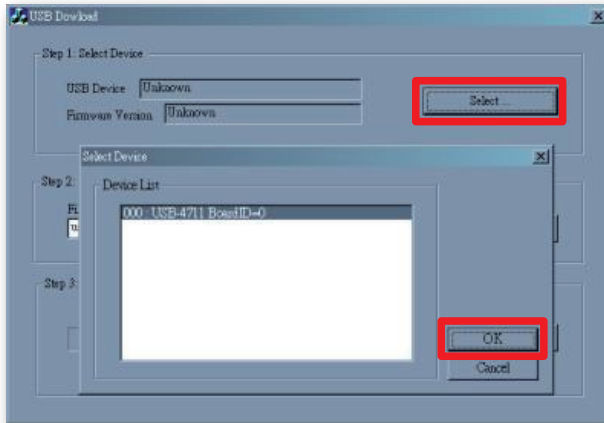 USB Dowload
Step 1: Select Device
USB Device Unknown
Select ...
Firmware Version Unknown
Select Device
Step 2:
Device List
000 : USB-4711 BoardID=0
Step 3:
OK
Cancel